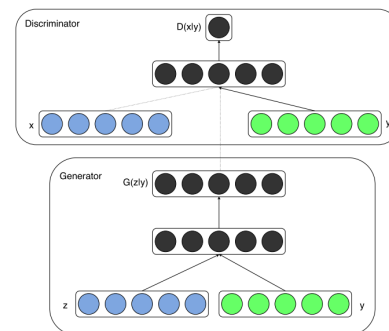 Discriminator
D(x|y)
x
y
Generator
G(z|y)
z
y